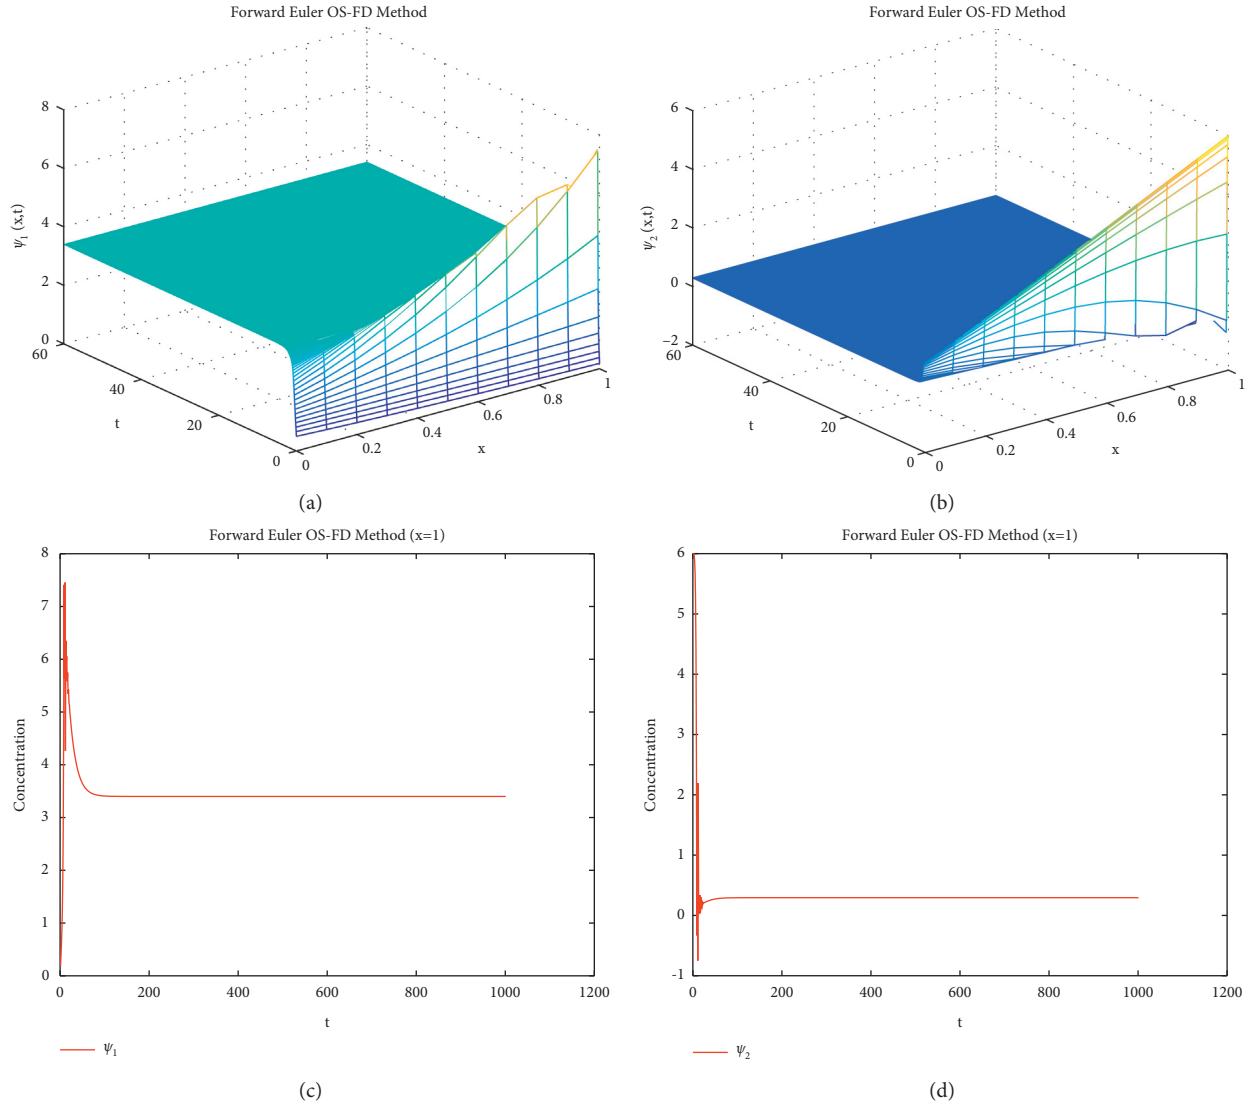 Forward Euler OS-FD Method
8
6
4
2
0
ψ1 (x,t)
60
40
20
0
t
0
0.2
0.4
0.6
0.8
1
x
(a)
Forward Euler OS-FD Method
6
4
2
0
−2
ψ2 (x,t)
60
40
20
0
t
0
0.2
0.4
0.6
0.8
1
x
(b)
Forward Euler OS-FD Method (x=1)
8
7
6
5
4
3
2
1
0
Concentration
0 200 400 600 800 1000 1200
t
ψ1
(c)
Forward Euler OS-FD Method (x=1)
6
5
4
3
2
1
0
-1
Concentration
0 200 400 600 800 1000 1200
t
ψ2
(d)